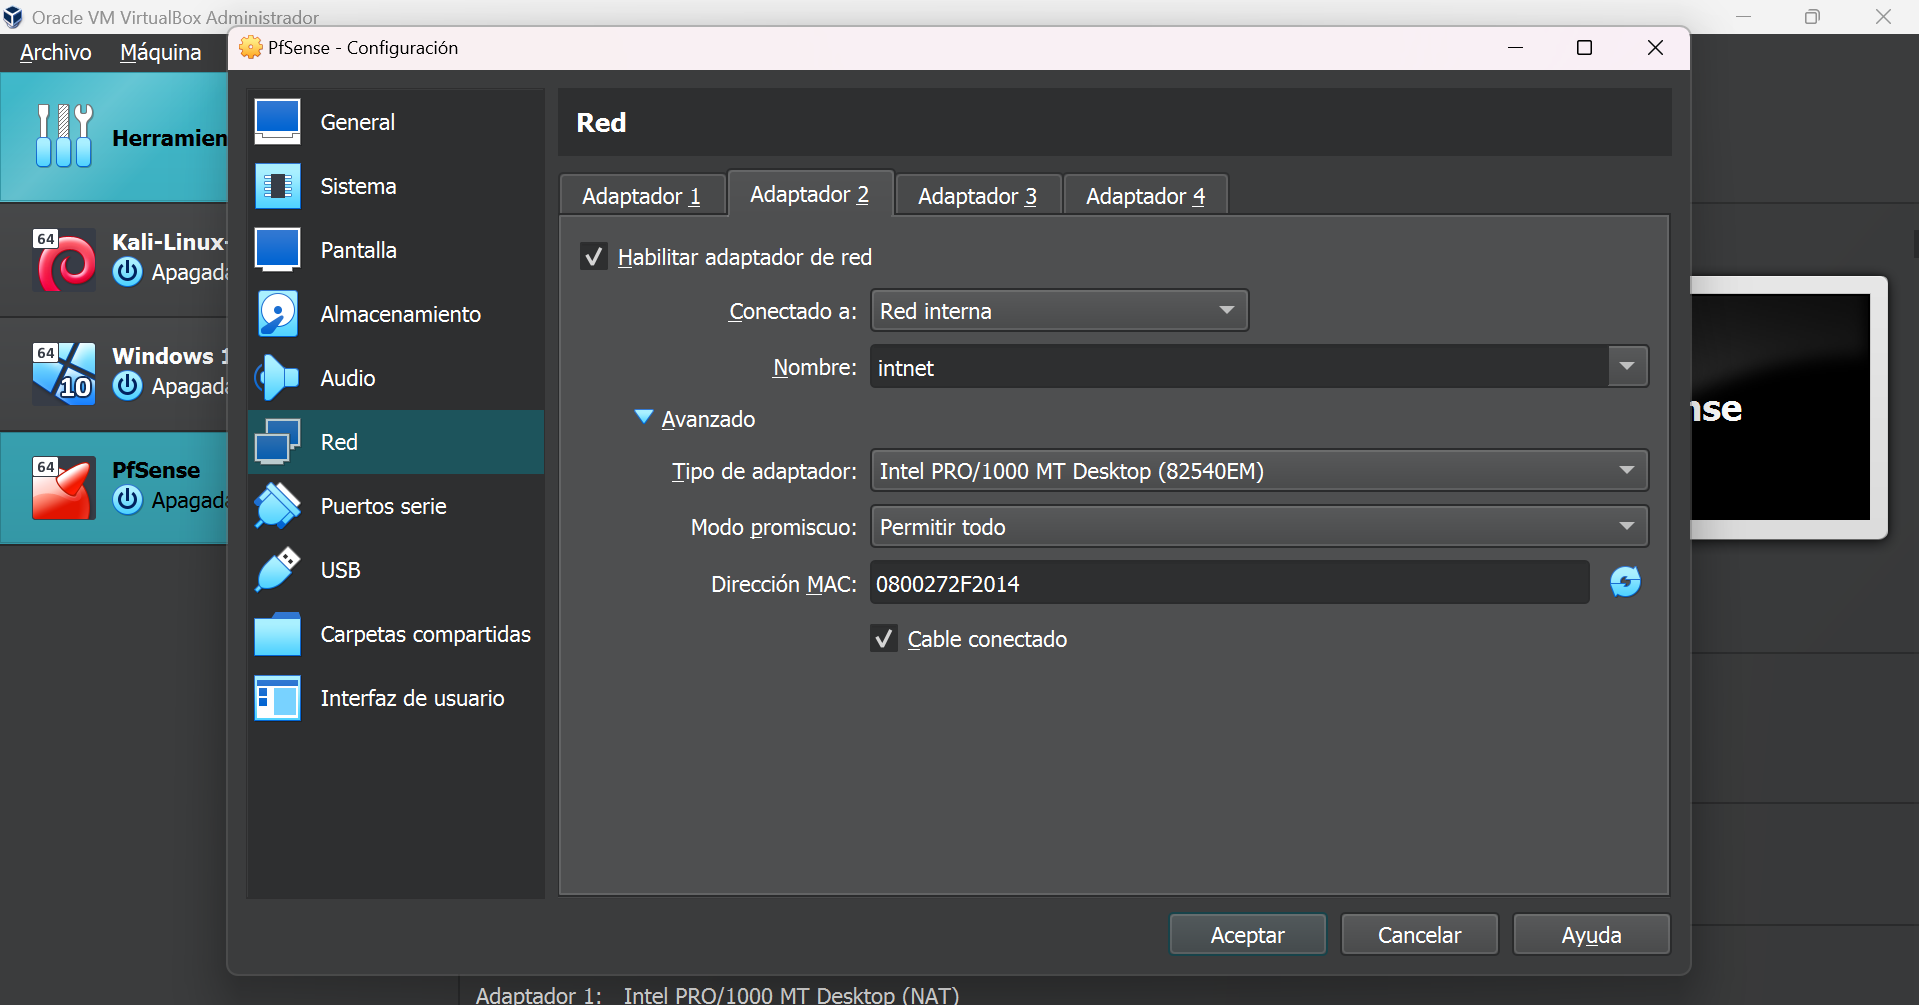 Oracle VM VirtualBox Administrador
Archivo Máquina
PfSense - Configuración
Herramien
64
Kali-Linux-
Apagada
64
Windows 1
10
Apagada
64
PfSense
Apagada
General
Sistema
Pantalla
Almacenamiento
Audio
Red
Puertos serie
USB
Carpetas compartidas
Interfaz de usuario
Red
Adaptador 1 Adaptador 2 Adaptador 3 Adaptador 4
Habilitar adaptador de red
Conectado a: Red interna
Nombre: intnet
Avanzado
Tipo de adaptador: Intel PRO/1000 MT Desktop (82540EM)
Modo promiscuo: Permitir todo
Dirección MAC: 0800272F2014
Cable conectado
nse
Aceptar Cancelar Ayuda
Adaptador 1: Intel PRO/1000 MT Desktop (NAT)